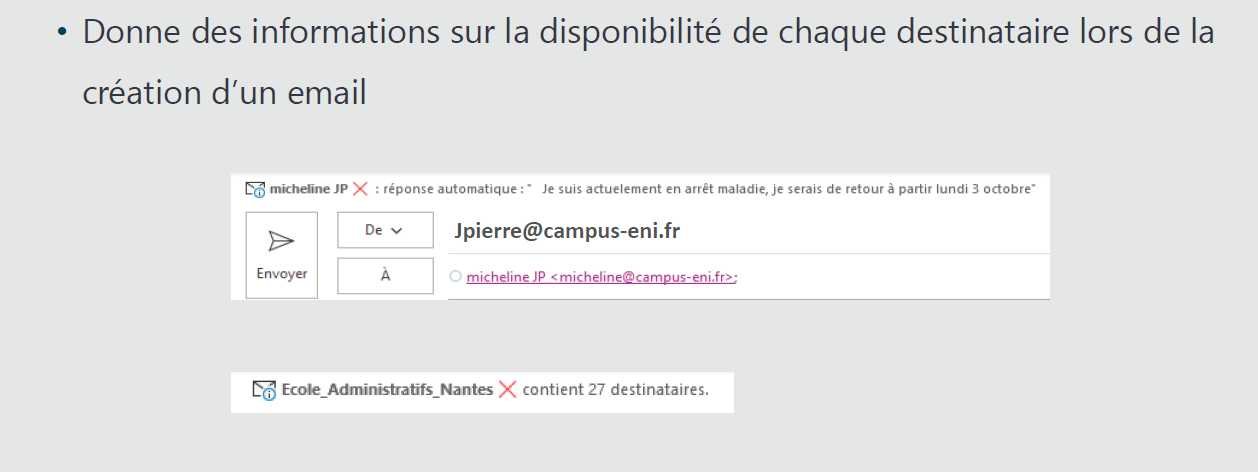 • Donne des informations sur la disponibilité de chaque destinataire lors de la
création d’un email
micheline JP : réponse automatique : " Je suis actuelement en arrêt maladie, je serais de retour à partir lundi 3 octobre"
De
Jpierre@campus-eni.fr
Envoyer
À
micheline JP <micheline@campus-eni.fr>;
Ecole_Administratifs_Nantes contient 27 destinataires.